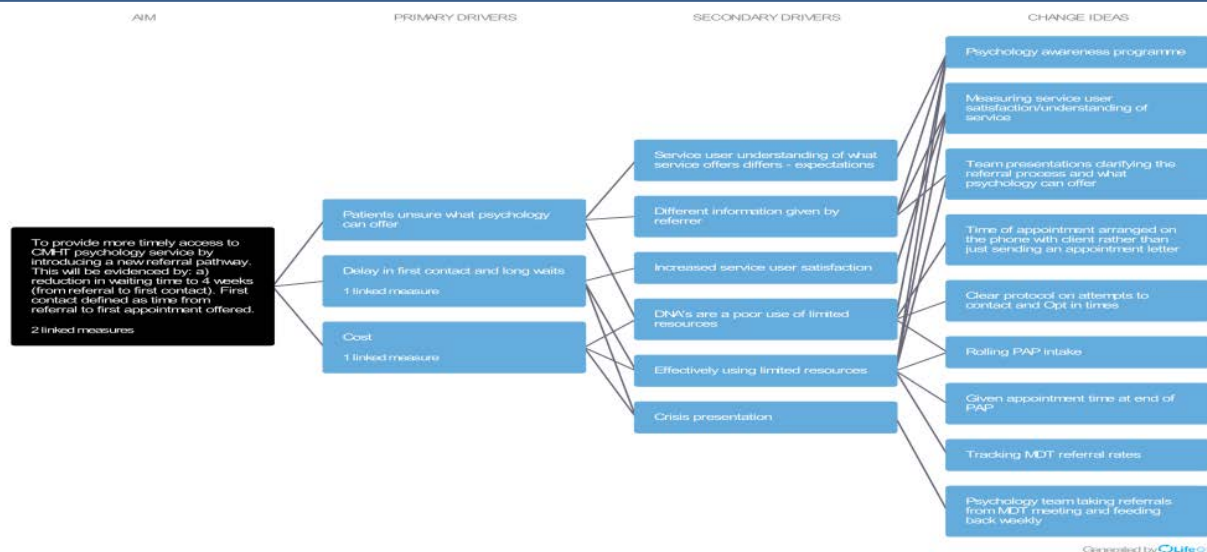 AIM
PRIMARY DRIVERS
SECONDARY DRIVERS
CHANGE IDEAS
To provide more timely access to
CMHT psychology service by
introducing a new referral pathway.
This will be evidenced by: a)
reduction in waiting time to 4 weeks
(from referral to first contact). First
contact defined as time from
referral to first appointment offered.
2 linked measures
Patients unsure what psychology
can offer
Delay in first contact and long waits
1 linked measure
Cost
1 linked measure
Service user understanding of what
service offers differs - expectations
Different information given by
referrer
Increased service user satisfaction
DNA's are a poor use of limited
resources
Effectively using limited resources
Crisis presentation
Psychology awareness programme
Measuring service user
satisfaction/understanding of
service
Team presentations clarifying the
referral process and what
psychology can offer
Time of appointment arranged on
the phone with client rather than
just sending an appointment letter
Clear protocol on attempts to
contact and Opt in times
Rolling PAP intake
Given appointment time at end of
PAP
Tracking MDT referral rates
Psychology team taking referrals
from MDT meeting and feeding
back weekly
Generated by LifeQI